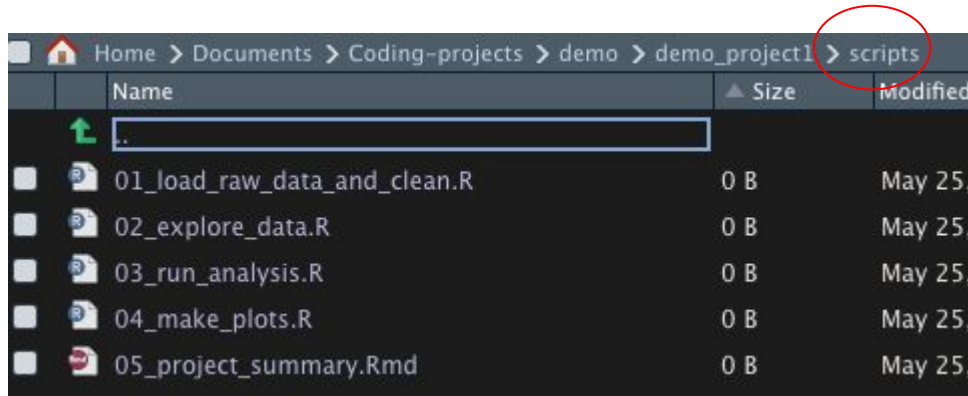 Home > Documents > Coding-projects > demo > demo_project1 > scripts
Name Size Modified
..
01_load_raw_data_and_clean.R 0 B May 25,
02_explore_data.R 0 B May 25,
03_run_analysis.R 0 B May 25,
04_make_plots.R 0 B May 25,
05_project_summary.Rmd 0 B May 25,